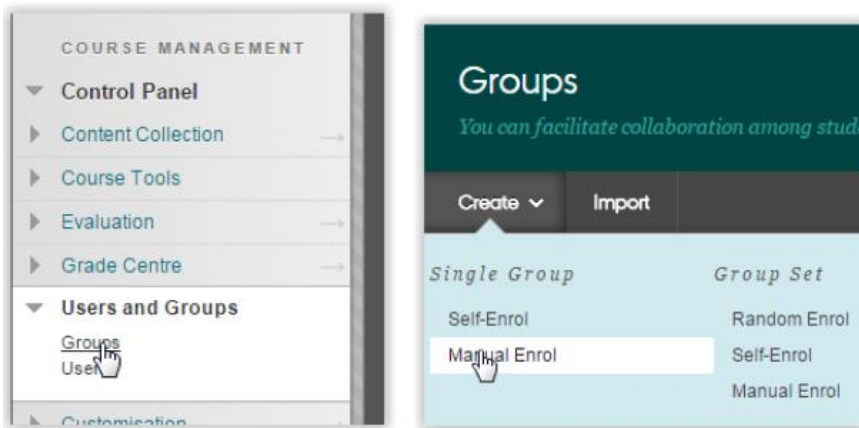 COURSE MANAGEMENT
Control Panel
Content Collection
Course Tools
Evaluation
Grade Centre
Users and Groups
Groups
Users
Customisation
Groups
You can facilitate collaboration among stud
Create
Import
Single Group
Self-Enrol
Manual Enrol
Group Set
Random Enrol
Self-Enrol
Manual Enrol